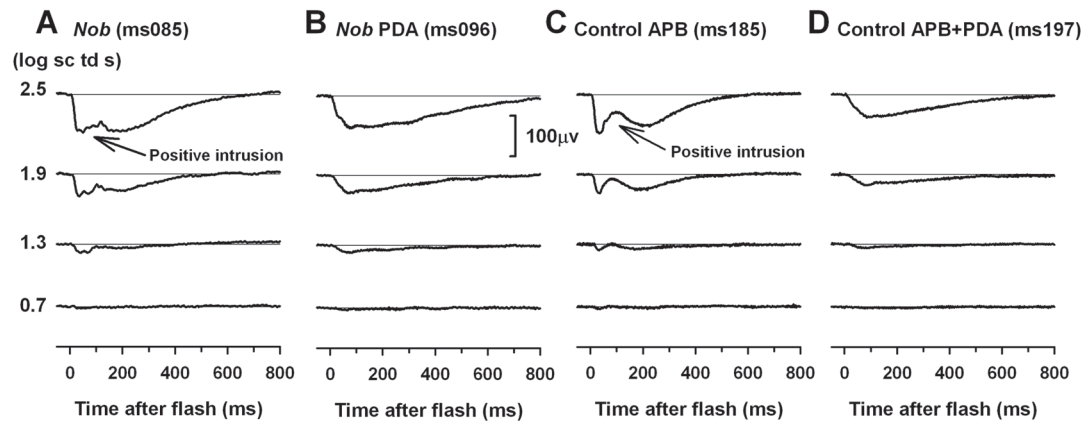 A Nob (ms085)
B Nob PDA (ms096)
C Control APB (ms185)
D Control APB+PDA (ms197)
(log sc td s)
2.5
1.9
1.3
0.7
Positive intrusion
100μv
Positive intrusion
0 200 400 600 800
0 200 400 600 800
0 200 400 600 800
0 200 400 600 800
Time after flash (ms)
Time after flash (ms)
Time after flash (ms)
Time after flash (ms)